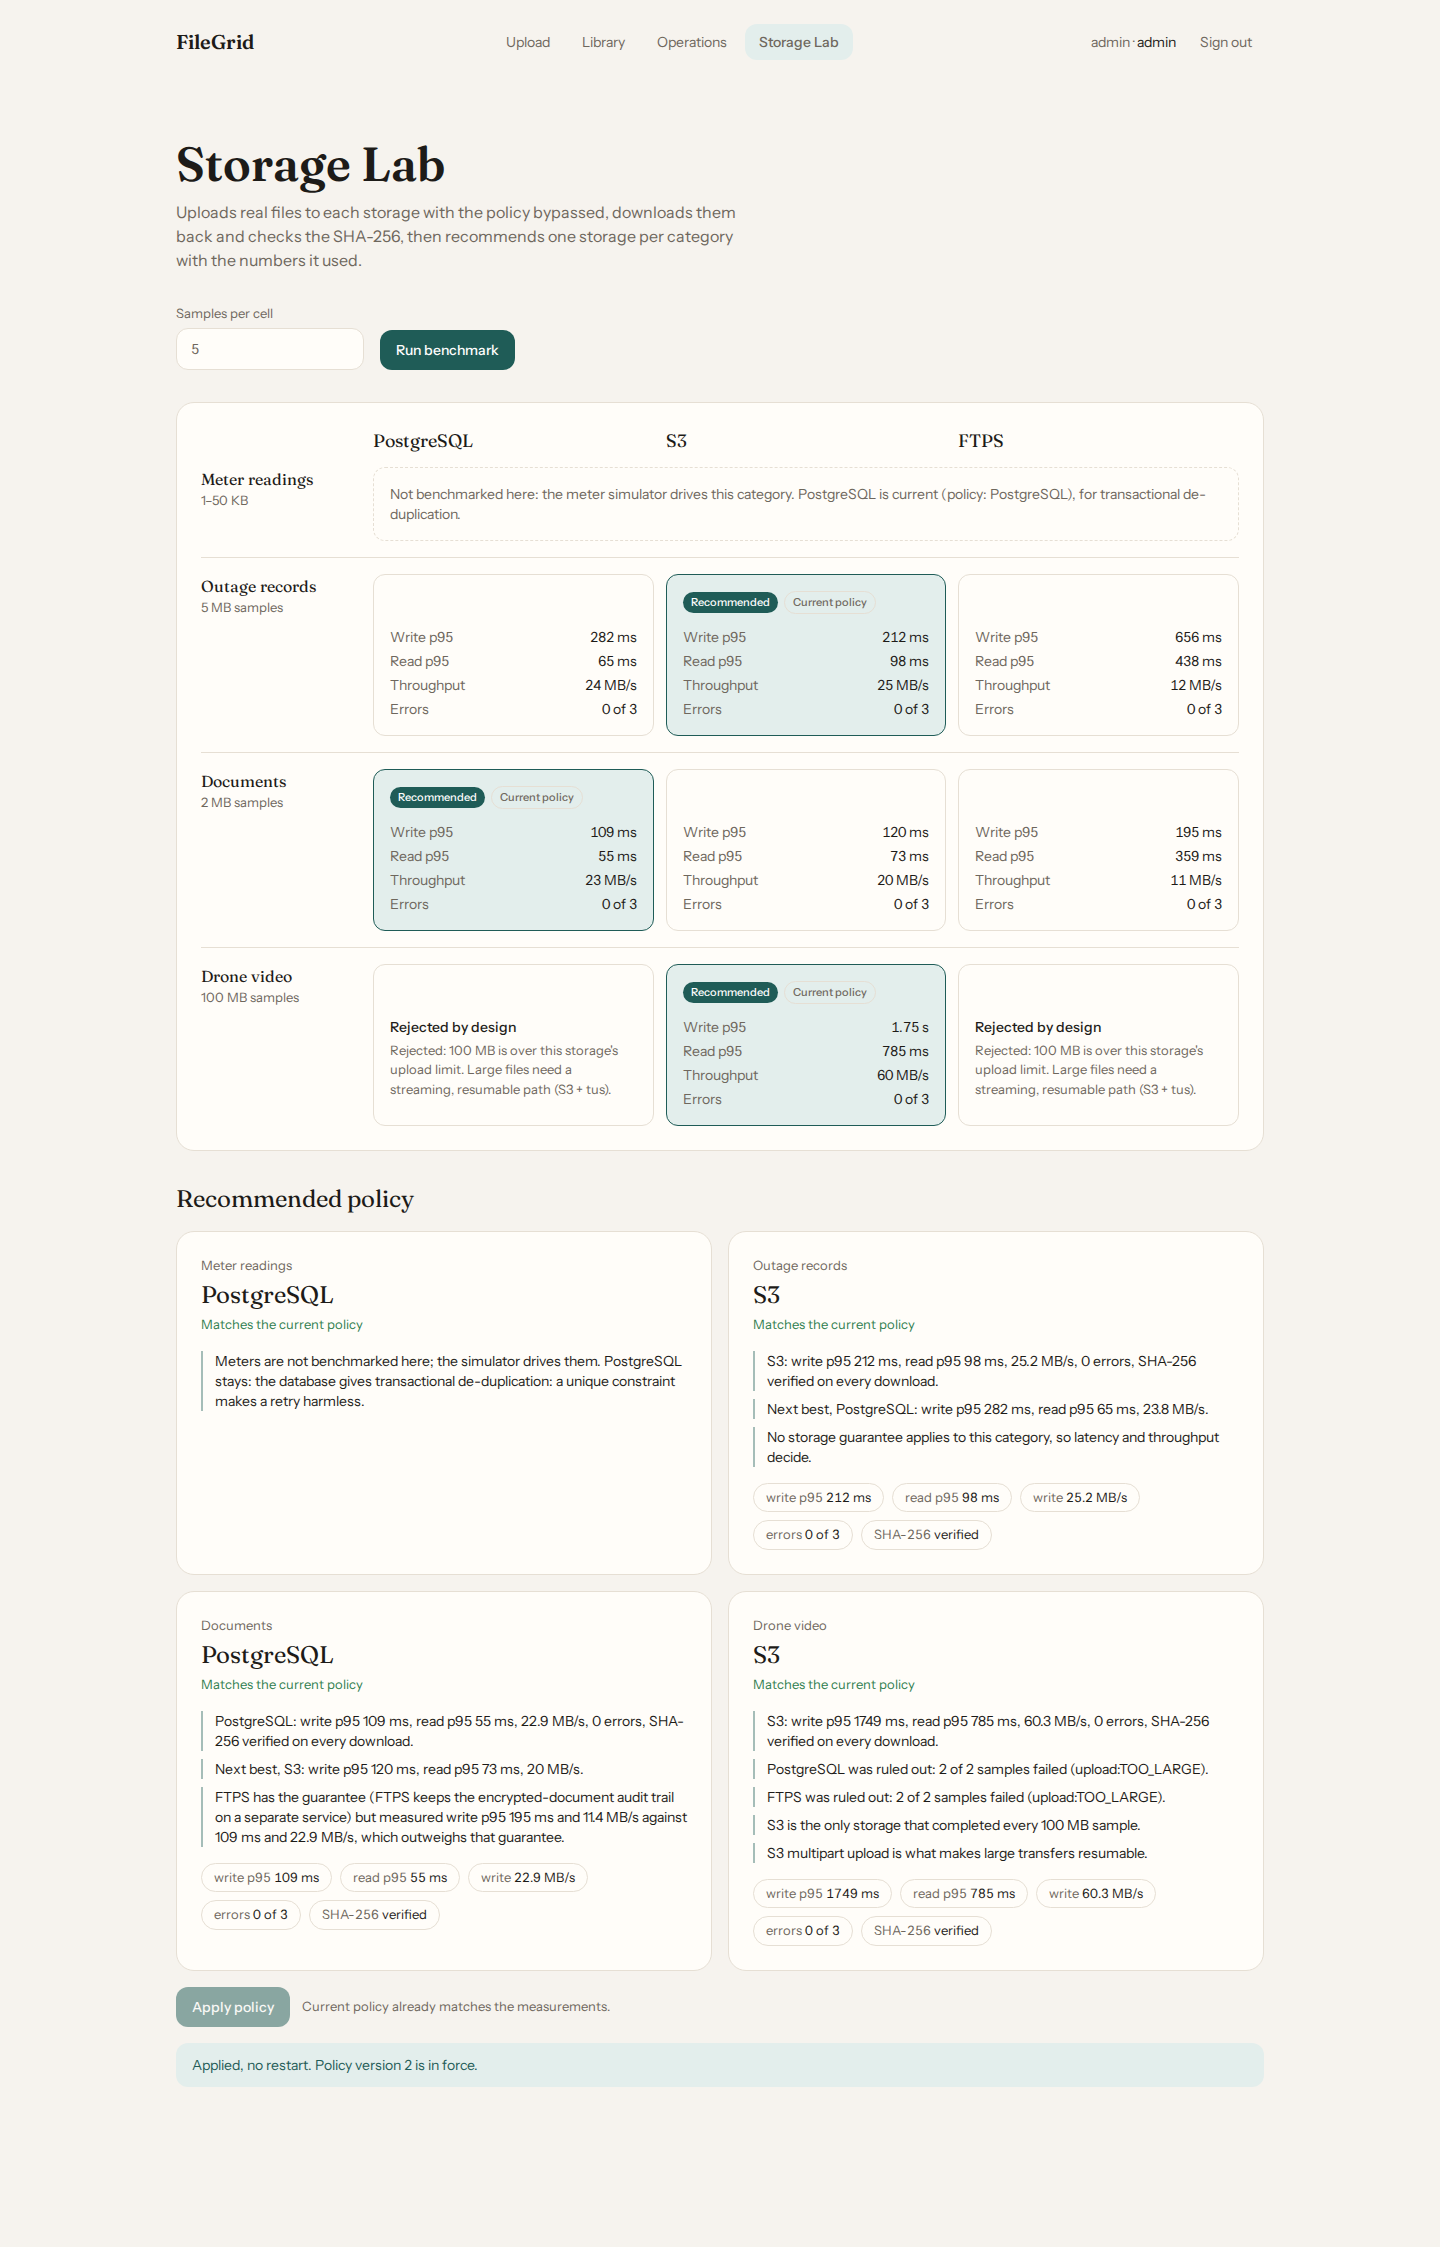 FileGrid
Upload
Library
Operations
Storage Lab
admin · admin
Sign out
Storage Lab
Uploads real files to each storage with the policy bypassed, downloads them
back and checks the SHA-256, then recommends one storage per category
with the numbers it used.
Samples per cell
5
Run benchmark
PostgreSQL
S3
FTPS
Meter readings
1–50 KB
Not benchmarked here: the meter simulator drives this category. PostgreSQL is current (policy: PostgreSQL), for transactional de-
duplication.
Outage records
5 MB samples
Write p95 282 ms
Read p95 65 ms
Throughput 24 MB/s
Errors 0 of 3
Recommended Current policy
Write p95 212 ms
Read p95 98 ms
Throughput 25 MB/s
Errors 0 of 3
Write p95 656 ms
Read p95 438 ms
Throughput 12 MB/s
Errors 0 of 3
Documents
2 MB samples
Recommended Current policy
Write p95 109 ms
Read p95 55 ms
Throughput 23 MB/s
Errors 0 of 3
Write p95 120 ms
Read p95 73 ms
Throughput 20 MB/s
Errors 0 of 3
Write p95 195 ms
Read p95 359 ms
Throughput 11 MB/s
Errors 0 of 3
Drone video
100 MB samples
Rejected by design
Rejected: 100 MB is over this storage's
upload limit. Large files need a
streaming, resumable path (S3 + tus).
Recommended Current policy
Write p95 1.75 s
Read p95 785 ms
Throughput 60 MB/s
Errors 0 of 3
Rejected by design
Rejected: 100 MB is over this storage's
upload limit. Large files need a
streaming, resumable path (S3 + tus).
Recommended policy
Meter readings
PostgreSQL
Matches the current policy
Meters are not benchmarked here; the simulator drives them. PostgreSQL
stays: the database gives transactional de-duplication: a unique constraint
makes a retry harmless.
Outage records
S3
Matches the current policy
S3: write p95 212 ms, read p95 98 ms, 25.2 MB/s, 0 errors, SHA-256
verified on every download.
Next best, PostgreSQL: write p95 282 ms, read p95 65 ms, 23.8 MB/s.
No storage guarantee applies to this category, so latency and throughput
decide.
write p95 212 ms
read p95 98 ms
write 25.2 MB/s
errors 0 of 3
SHA-256 verified
Documents
PostgreSQL
Matches the current policy
PostgreSQL: write p95 109 ms, read p95 55 ms, 22.9 MB/s, 0 errors, SHA-
256 verified on every download.
Next best, S3: write p95 120 ms, read p95 73 ms, 20 MB/s.
FTPS has the guarantee (FTPS keeps the encrypted-document audit trail
on a separate service) but measured write p95 195 ms and 11.4 MB/s against
109 ms and 22.9 MB/s, which outweighs that guarantee.
write p95 109 ms
read p95 55 ms
write 22.9 MB/s
errors 0 of 3
SHA-256 verified
Drone video
S3
Matches the current policy
S3: write p95 1749 ms, read p95 785 ms, 60.3 MB/s, 0 errors, SHA-256
verified on every download.
PostgreSQL was ruled out: 2 of 2 samples failed (upload:TOO_LARGE).
FTPS was ruled out: 2 of 2 samples failed (upload:TOO_LARGE).
S3 is the only storage that completed every 100 MB sample.
S3 multipart upload is what makes large transfers resumable.
write p95 1749 ms
read p95 785 ms
write 60.3 MB/s
errors 0 of 3
SHA-256 verified
Apply policy
Current policy already matches the measurements.
Applied, no restart. Policy version 2 is in force.